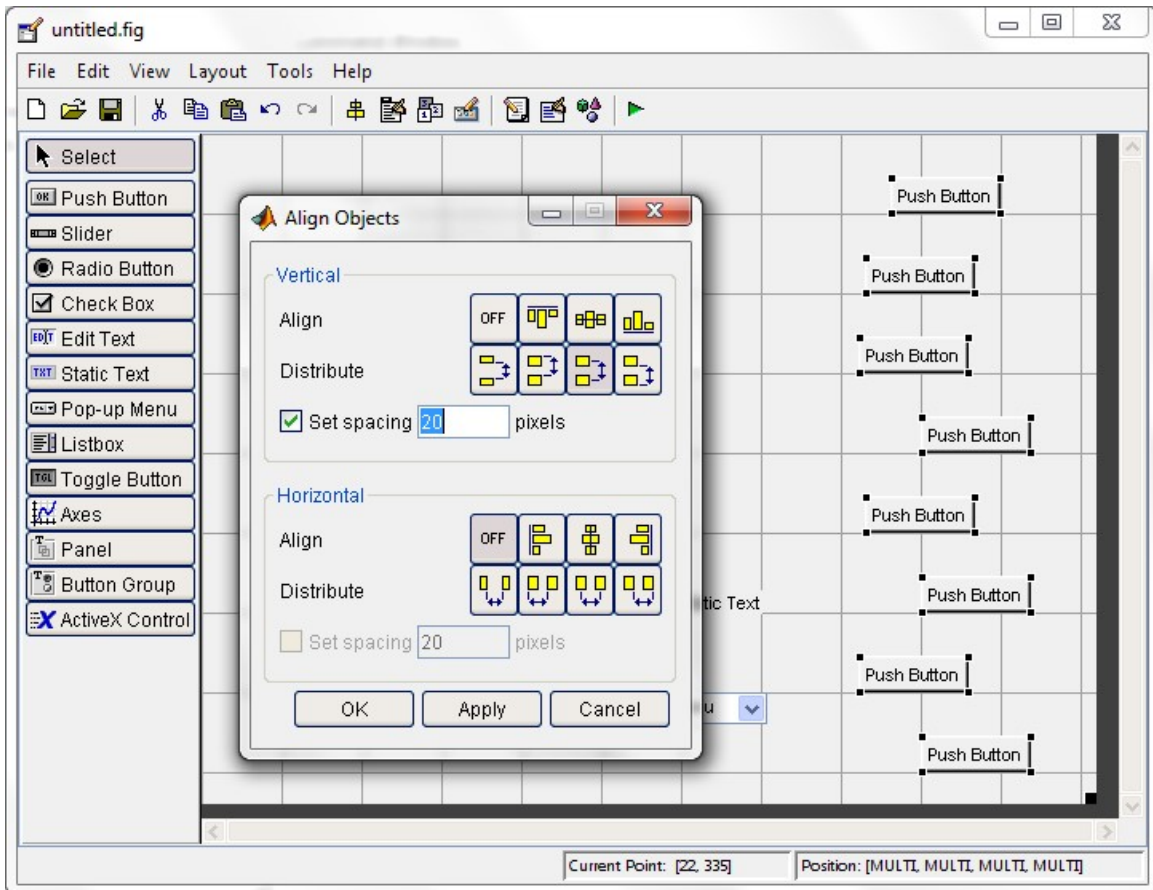 untitled.fig
File Edit View Layout Tools Help
Select
OK Push Button
Slider
Radio Button
Check Box
EDIT Edit Text
TXT Static Text
Pop-up Menu
Listbox
TGL Toggle Button
Axes
Panel
Button Group
ActiveX Control
Align Objects
Vertical
Align OFF
Distribute
Set spacing 20 pixels
Horizontal
Align OFF
Distribute
Set spacing 20 pixels
OK Apply Cancel
tic Text
u
Push Button
Push Button
Push Button
Push Button
Push Button
Push Button
Push Button
Push Button
Current Point: [22, 335] Position: [MULTI, MULTI, MULTI, MULTI]